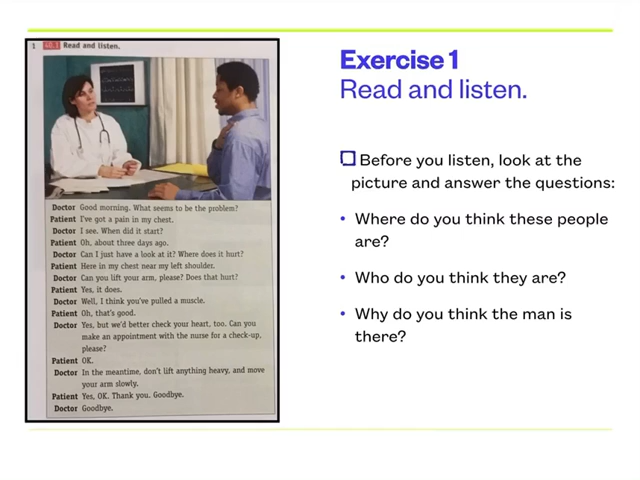 1 40.1 Read and listen.
Doctor Good morning. What seems to be the problem?
Patient I've got a pain in my chest.
Doctor I see. When did it start?
Patient Oh, about three days ago.
Doctor Can I just have a look at it? Where does it hurt?
Patient Here in my chest near my left shoulder.
Doctor Can you lift your arm, please? Does that hurt?
Patient Yes, it does.
Doctor Well, I think you've pulled a muscle.
Patient Oh, that's good.
Doctor Yes, but we'd better check your heart, too. Can you
make an appointment with the nurse for a check-up,
please?
Patient OK.
Doctor In the meantime, don't lift anything heavy, and move
your arm slowly.
Patient Yes, OK. Thank you. Goodbye.
Doctor Goodbye.
Exercise 1
Read and listen.
Before you listen, look at the
picture and answer the questions:
• Where do you think these people
are?
• Who do you think they are?
• Why do you think the man is
there?